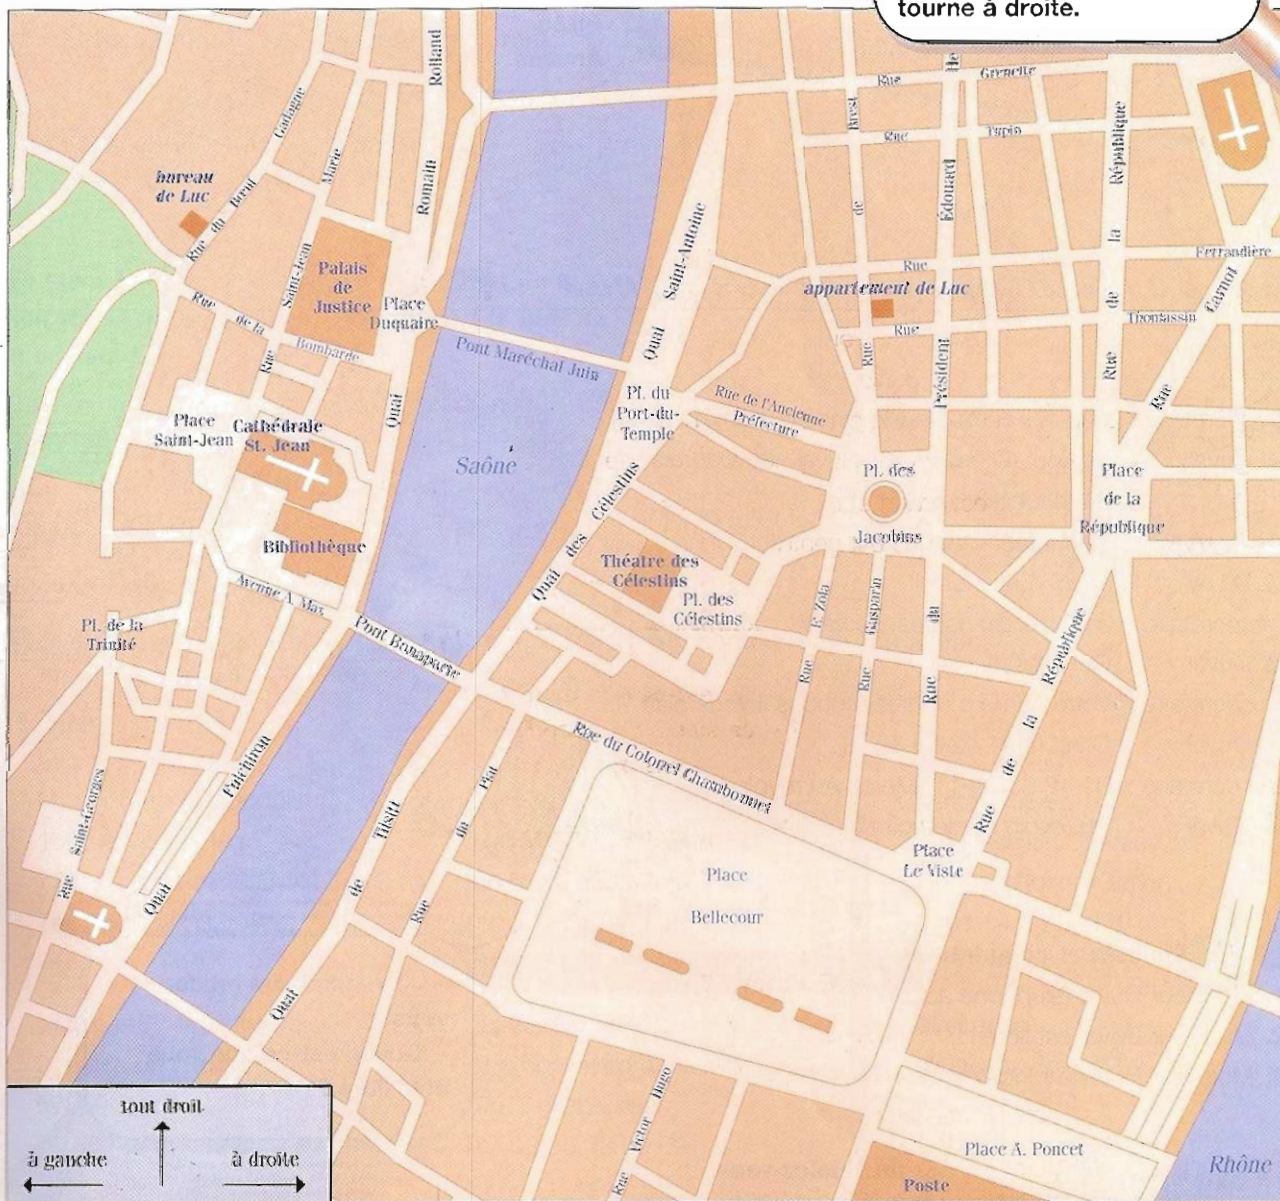 tourne à droite.
Rue Grenelle
Rue Tupin
Rue de Brest
Rue du Président Édouard He
Rue de la République
Romain Rolland
Gadagne
Rue du Bœuf
bureau
de Luc
Rue Saint-Jean
Marie
Palais
de
Justice
Place
Duquaire
Quai
Rue de la Bombarde
Pont Maréchal Juin
Quai Saint-Antoine
Rue Ferrandière
appartement de Luc
Rue Thomassin
Rue Carnot
Pl. du
Port-du-
Temple
Rue de l'Ancienne
Préfecture
Place
Saint-Jean
Cathédrale
St. Jean
Saône
Pl. des
Jacobins
Place
de la
République
Quai des Célestins
Bibliothèque
Théatre des
Célestins
Pl. des
Célestins
Avenue A. Max
Pont Bonaparte
Pl. de la
Trinité
Rue E. Zola
Rue Gasparin
Rue de la République
Rue du Colonel Chambonnet
Quai Fulchiron
Rue Saint-Georges
Quai de Tilsitt
Rue de Plat
Place
Bellecour
Place
Le Viste
Rue Victor Hugo
Place A. Poncet
Poste
Rhône
tout droit
à gauche
à droite